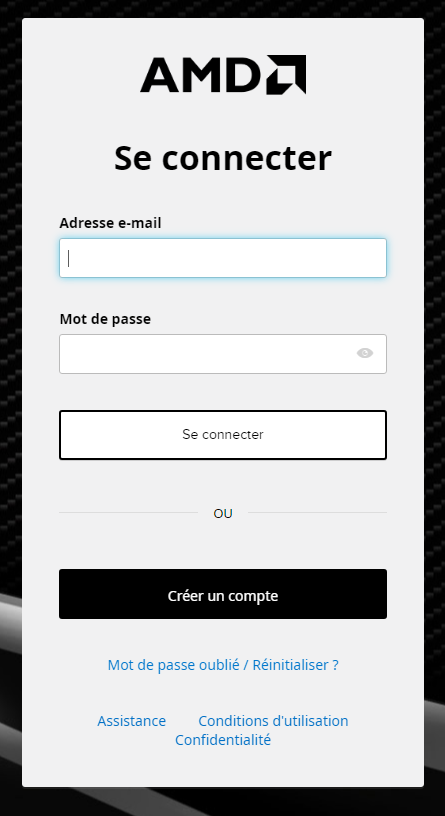 AMD
Se connecter
Adresse e-mail
Mot de passe
Se connecter
OU
Créer un compte
Mot de passe oublié / Réinitialiser ?
Assistance Conditions d'utilisation
Confidentialité